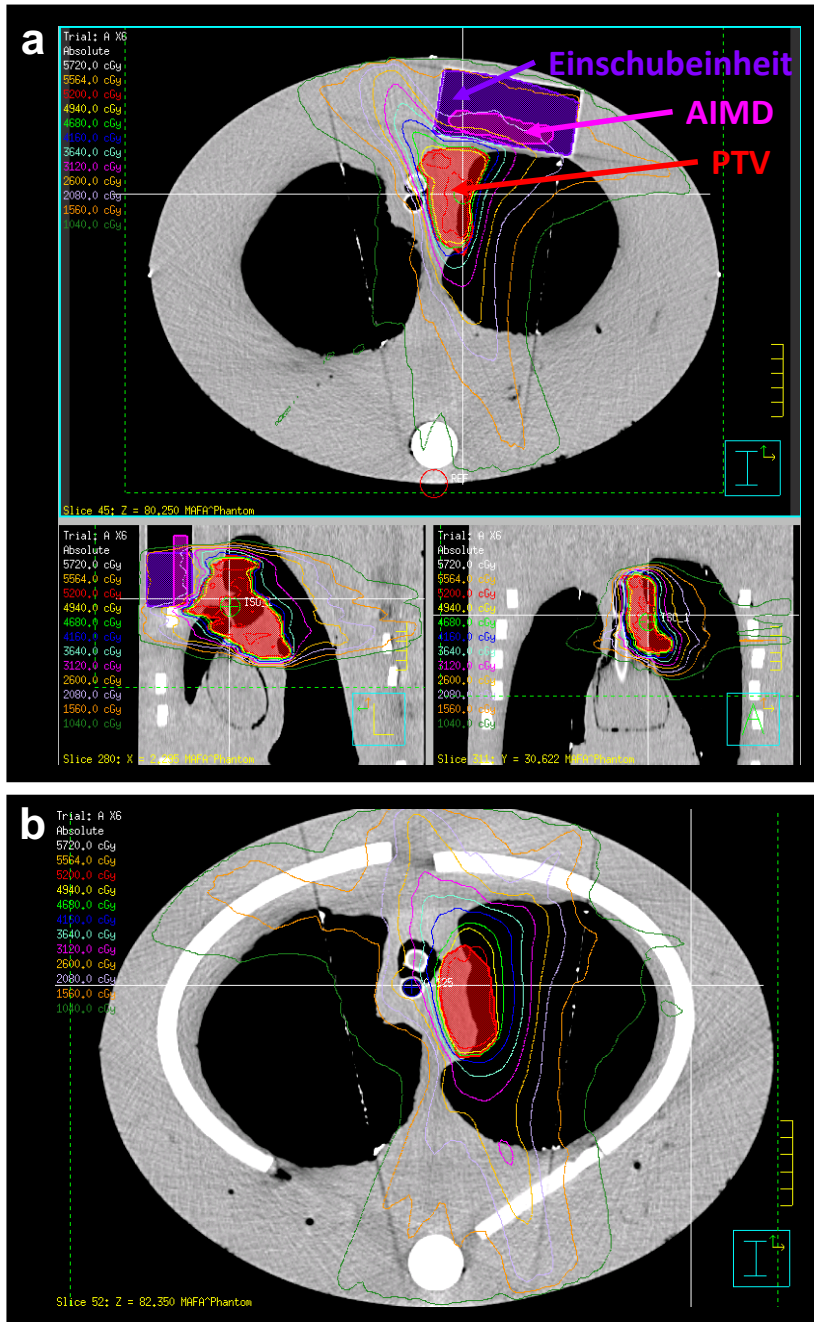 a
Trial: A X6
Absolute
5720.0 cGy
5564.0 cGy
5200.0 cGy
4940.0 cGy
4680.0 cGy
4160.0 cGy
3640.0 cGy
3120.0 cGy
2600.0 cGy
2080.0 cGy
1560.0 cGy
1040.0 cGy
Einschubeinheit
AIMD
PTV
REF
I
Slice 45: Z = 80.250 MAFA^Phantom
Trial: A X6
Absolute
5720.0 cGy
5564.0 cGy
5200.0 cGy
4940.0 cGy
4680.0 cGy
4160.0 cGy
3640.0 cGy
3120.0 cGy
2600.0 cGy
2080.0 cGy
1560.0 cGy
1040.0 cGy
L
Slice 280: X = MAFA^Phantom
Trial: A X6
Absolute
5720.0 cGy
5564.0 cGy
5200.0 cGy
4940.0 cGy
4680.0 cGy
4160.0 cGy
3640.0 cGy
3120.0 cGy
2600.0 cGy
2080.0 cGy
1560.0 cGy
1040.0 cGy
A
Slice 311: Y = 30.622 MAFA^Phantom
b
Trial: A X6
Absolute
5720.0 cGy
5564.0 cGy
5200.0 cGy
4940.0 cGy
4680.0 cGy
4160.0 cGy
3640.0 cGy
3120.0 cGy
2600.0 cGy
2080.0 cGy
1560.0 cGy
1040.0 cGy
I
Slice 52: Z = 82.350 MAFA^Phantom